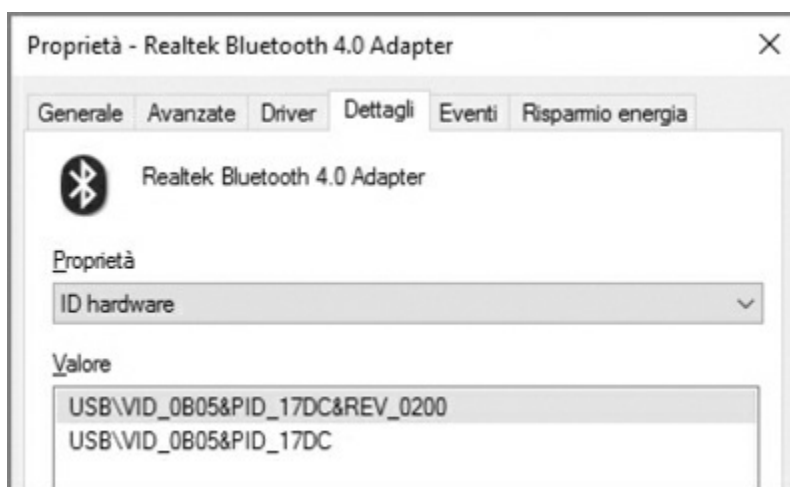 Proprietà - Realtek Bluetooth 4.0 Adapter
Generale Avanzate Driver Dettagli Eventi Risparmio energia
Realtek Bluetooth 4.0 Adapter
Proprietà
ID hardware
Valore
USB\VID_0B05&PID_17DC&REV_0200
USB\VID_0B05&PID_17DC